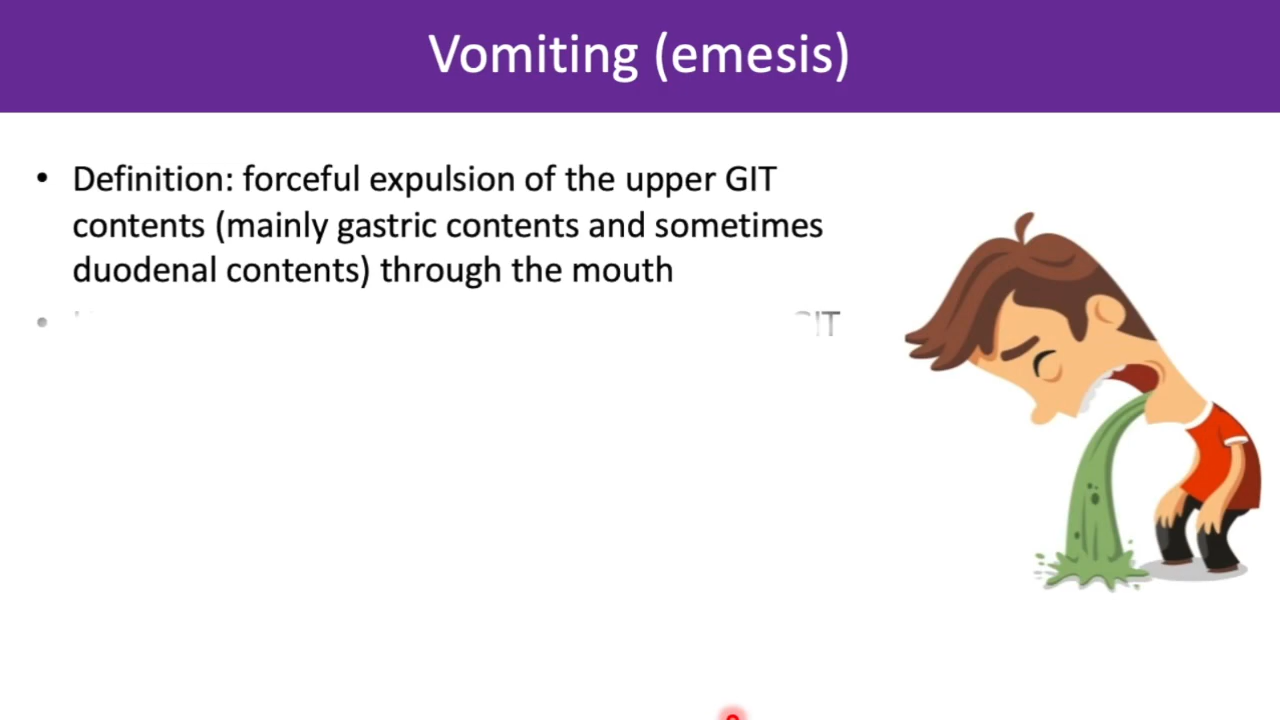 Vomiting (emesis)
• Definition: forceful expulsion of the upper GIT
contents (mainly gastric contents and sometimes
duodenal contents) through the mouth
• GIT